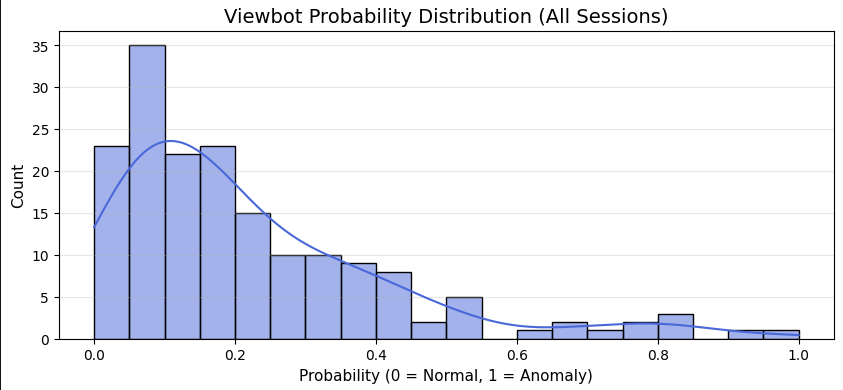 Viewbot Probability Distribution (All Sessions)
35
30
25
20
15
10
5
0
Count
0.0 0.2 0.4 0.6 0.8 1.0
Probability (0 = Normal, 1 = Anomaly)